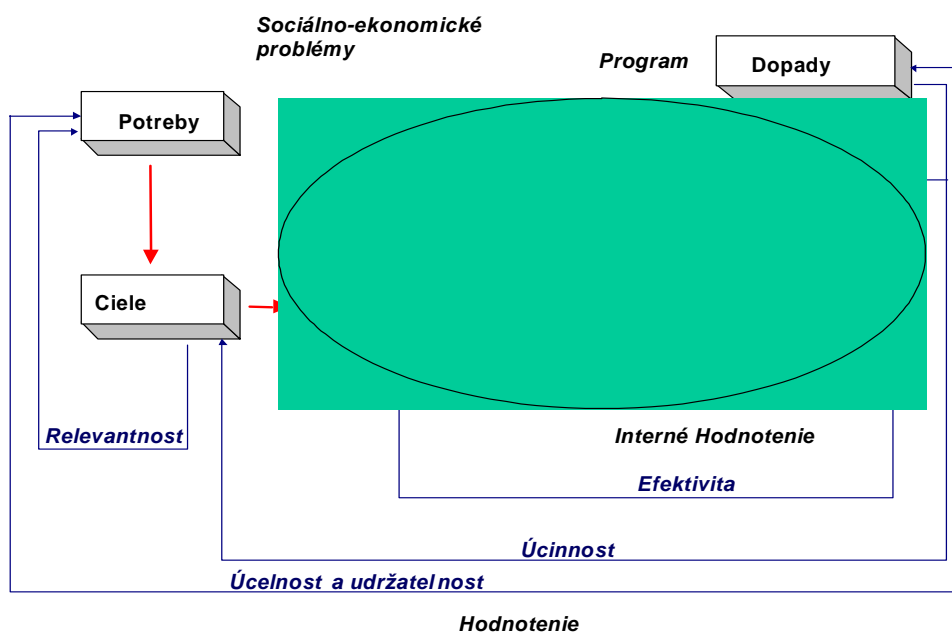 Sociálno-ekonomické
problémy
Program
Dopady
Potreby
Ciele
Relevantnost
Interné Hodnotenie
Efektivita
Úcinnost
Úcelnost a udržatelnost
Hodnotenie